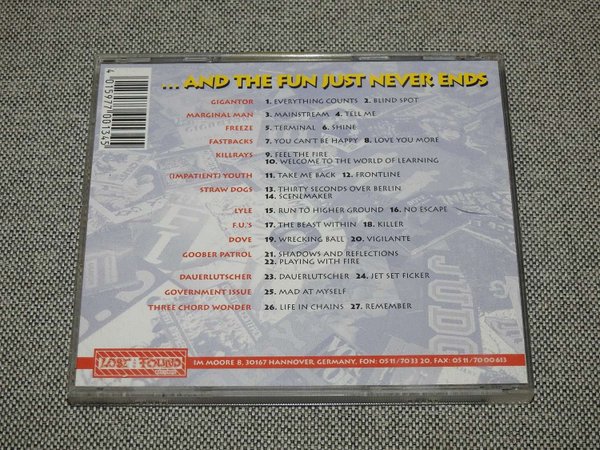 ... AND THE FUN JUST NEVER ENDS
4 015977 001345
GIGANTOR 1. EVERYTHING COUNTS 2. BLIND SPOT
MARGINAL MAN 3. MAINSTREAM 4. TELL ME
FREEZE 5. TERMINAL 6. SHINE
FASTBACKS 7. YOU CAN'T BE HAPPY 8. LOVE YOU MORE
KILLRAYS 9. FEEL THE FIRE
10. WELCOME TO THE WORLD OF LEARNING
(IMPATIENT) YOUTH 11. TAKE ME BACK 12. FRONTLINE
STRAW DOGS 13. THIRTY SECONDS OVER BERLIN
14. SCENEMAKER
LYLE 15. RUN TO HIGHER GROUND 16. NO ESCAPE
F.U.'S 17. THE BEAST WITHIN 18. KILLER
DOVE 19. WRECKING BALL 20. VIGILANTE
GOOBER PATROL 21. SHADOWS AND REFLECTIONS
22. PLAYING WITH FIRE
DAUERLUTSCHER 23. DAUERLUTSCHER 24. JET SET FICKER
GOVERNMENT ISSUE 25. MAD AT MYSELF
THREE CHORD WONDER 26. LIFE IN CHAINS 27. REMEMBER
LOST AND FOUND
IM MOORE 8, 30167 HANNOVER, GERMANY, FON: 05 11 / 70 33 20, FAX: 05 11 / 70 00 613